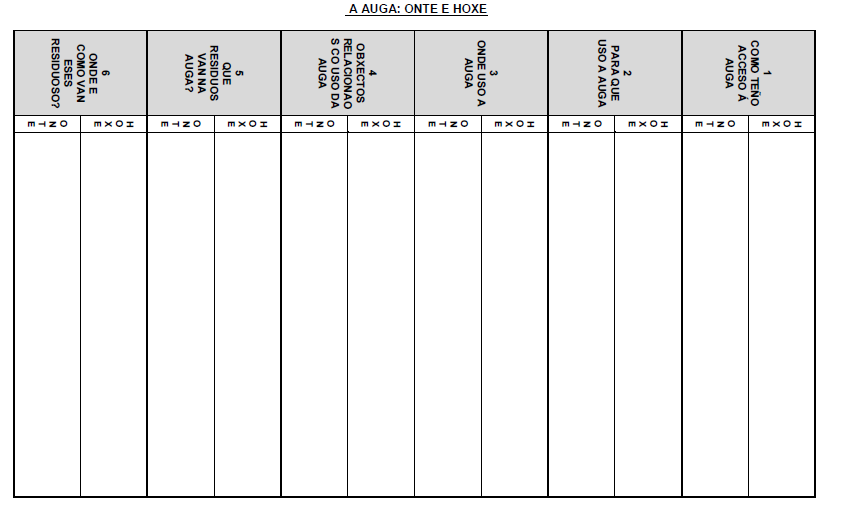 A AUGA: ONTE E HOXE
1
COMO TEÑO
ACCESO Á
AUGA
HOXE
ONTE
2
PARA QUE
USO A AUGA
HOXE
ONTE
3
ONDE USO A
AUGA
HOXE
ONTE
4
OBXECTOS
RELACIONAO
S CO USO DA
AUGA
HOXE
ONTE
5
QUE
RESIDUOS
VAN NA
AUGA?
HOXE
ONTE
6
ONDE E
COMO VAN
ESES
RESIDUOSO?
HOXE
ONTE